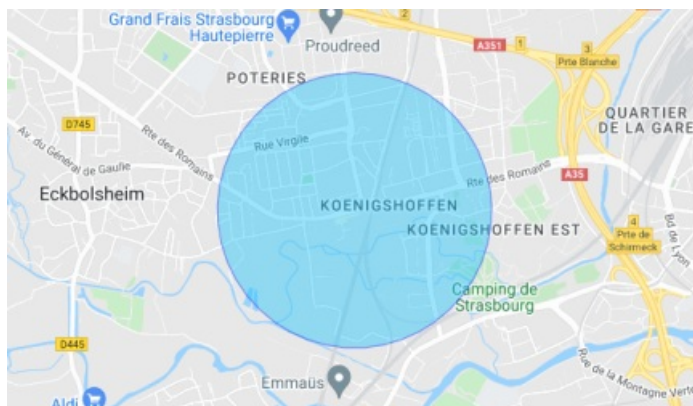 Grand Frais Strasbourg
Hautepierre
Proudreed
2
A351
1
3
Prte Blanche
POTERIES
D745
QUARTIER
DE LA GARE
Rue Virgile
Rte des Romains
Av. du Général de Gaulle
Rte des Romains
A35
Eckbolsheim
KOENIGSHOFFEN
KOENIGSHOFFEN EST
4
Prte de
Schirmeck
Bd de Lyon
Camping de
Strasbourg
D445
Emmaüs
Rue de la Montagne Verte
Aldi